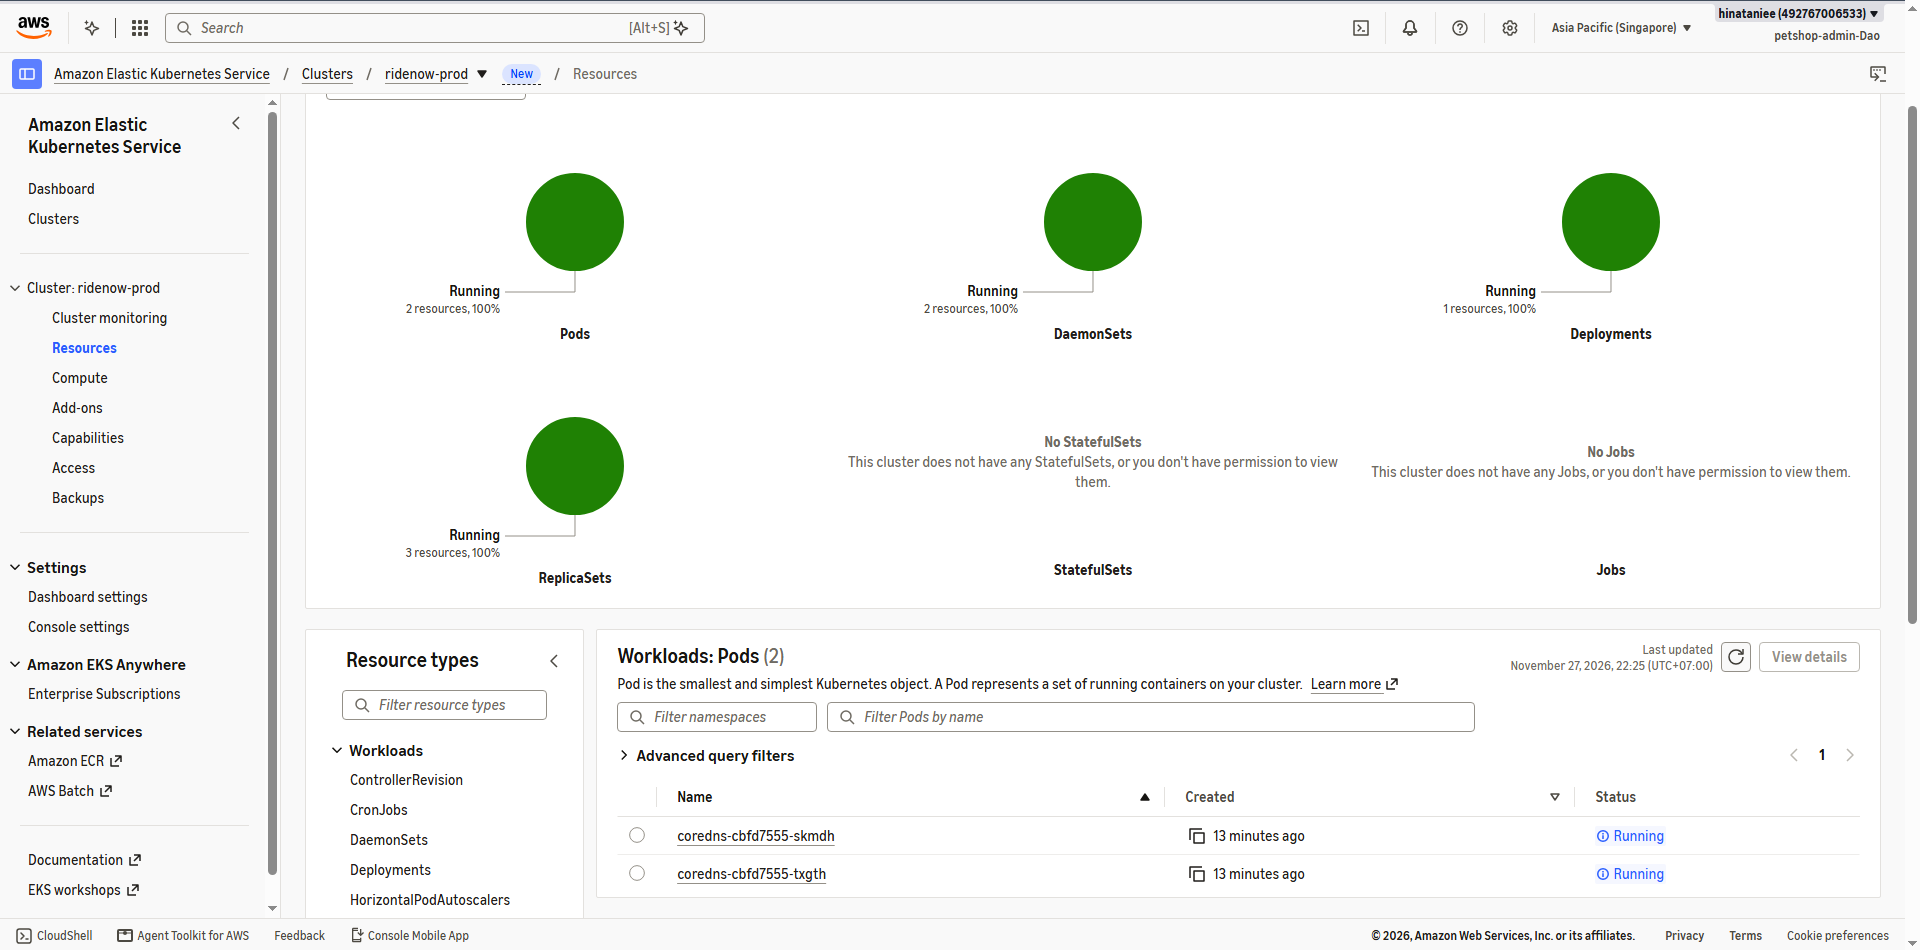 aws
Search
[Alt+S]
Asia Pacific (Singapore)
hinataniee (492767006533)
petshop-admin-Dao
Amazon Elastic Kubernetes Service / Clusters / ridenow-prod New / Resources
Amazon Elastic
Kubernetes Service
Dashboard
Clusters
Cluster: ridenow-prod
Cluster monitoring
Resources
Compute
Add-ons
Capabilities
Access
Backups
Settings
Dashboard settings
Console settings
Amazon EKS Anywhere
Enterprise Subscriptions
Related services
Amazon ECR
AWS Batch
Documentation
EKS workshops
Running
2 resources, 100%
Pods
Running
2 resources, 100%
DaemonSets
Running
1 resources, 100%
Deployments
Running
3 resources, 100%
ReplicaSets
No StatefulSets
This cluster does not have any StatefulSets, or you don't have permission to view
them.
StatefulSets
No Jobs
This cluster does not have any Jobs, or you don't have permission to view them.
Jobs
Resource types
Filter resource types
Workloads
ControllerRevision
CronJobs
DaemonSets
Deployments
HorizontalPodAutoscalers
Workloads: Pods (2)
Last updated
November 27, 2026, 22:25 (UTC+07:00)
View details
Pod is the smallest and simplest Kubernetes object. A Pod represents a set of running containers on your cluster. Learn more
Filter namespaces
Filter Pods by name
Advanced query filters
1
Name Created Status
coredns-cbfd7555-skmdh 13 minutes ago Running
coredns-cbfd7555-txgth 13 minutes ago Running
CloudShell Agent Toolkit for AWS Feedback Console Mobile App
© 2026, Amazon Web Services, Inc. or its affiliates. Privacy Terms Cookie preferences